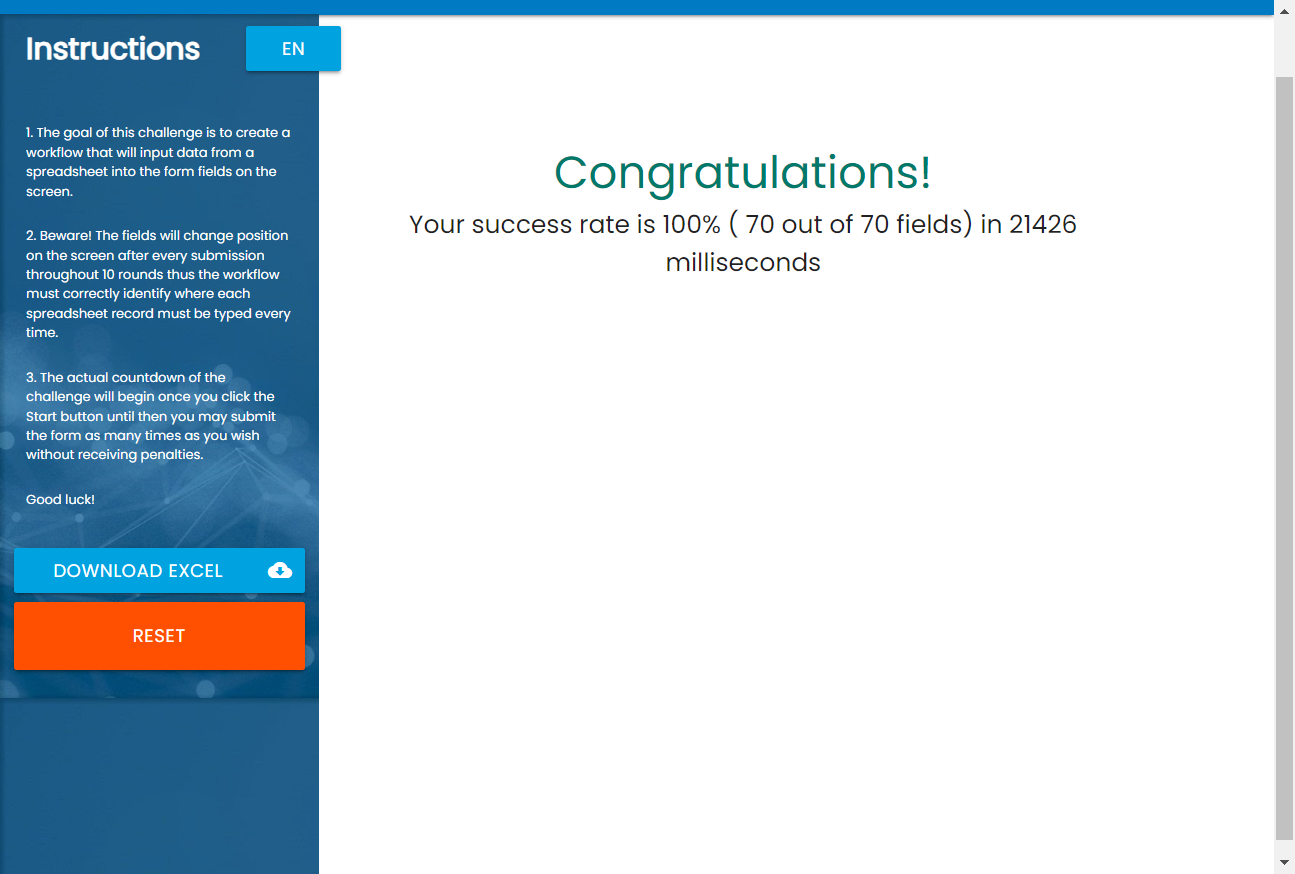 Instructions
EN
1. The goal of this challenge is to create a
workflow that will input data from a
spreadsheet into the form fields on the
screen.
2. Beware! The fields will change position
on the screen after every submission
throughout 10 rounds thus the workflow
must correctly identify where each
spreadsheet record must be typed every
time.
3. The actual countdown of the
challenge will begin once you click the
Start button until then you may submit
the form as many times as you wish
without receiving penalties.
Good luck!
DOWNLOAD EXCEL
RESET
Congratulations!
Your success rate is 100% ( 70 out of 70 fields) in 21426
milliseconds